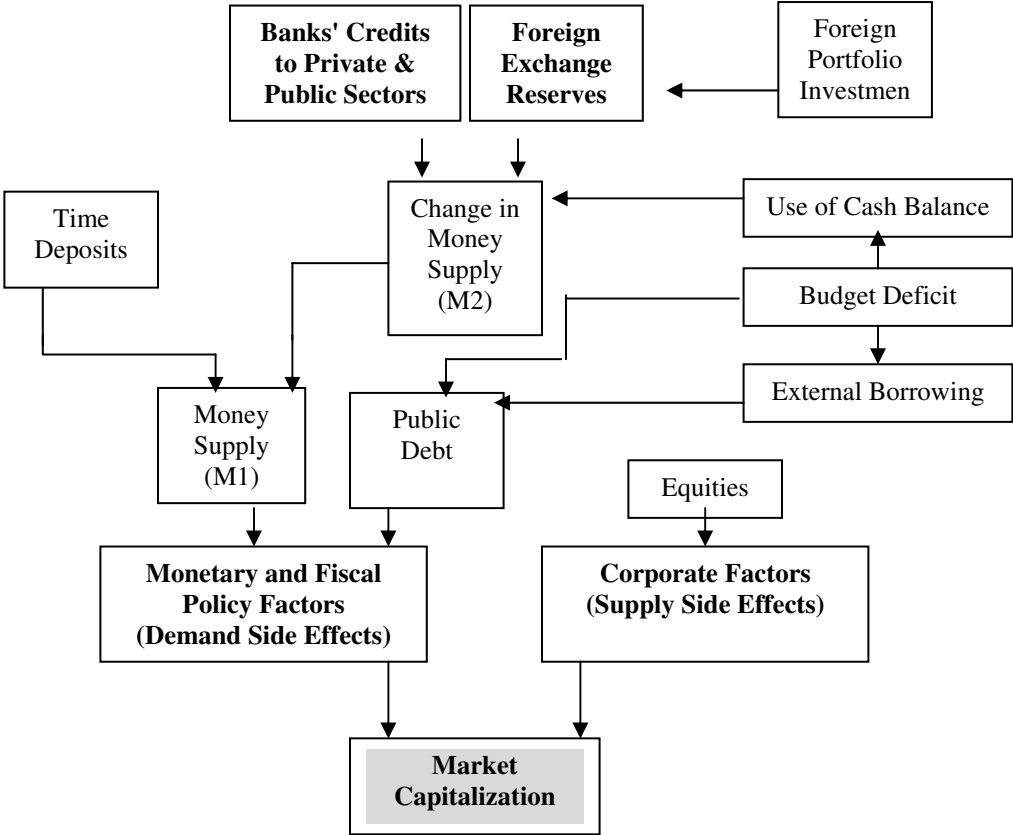 Banks' Credits
to Private &
Public Sectors
Foreign
Exchange
Reserves
Foreign
Portfolio
Investmen
Time
Deposits
Change in
Money
Supply
(M2)
Use of Cash Balance
Budget Deficit
External Borrowing
Money
Supply
(M1)
Public
Debt
Equities
Monetary and Fiscal
Policy Factors
(Demand Side Effects)
Corporate Factors
(Supply Side Effects)
Market
Capitalization